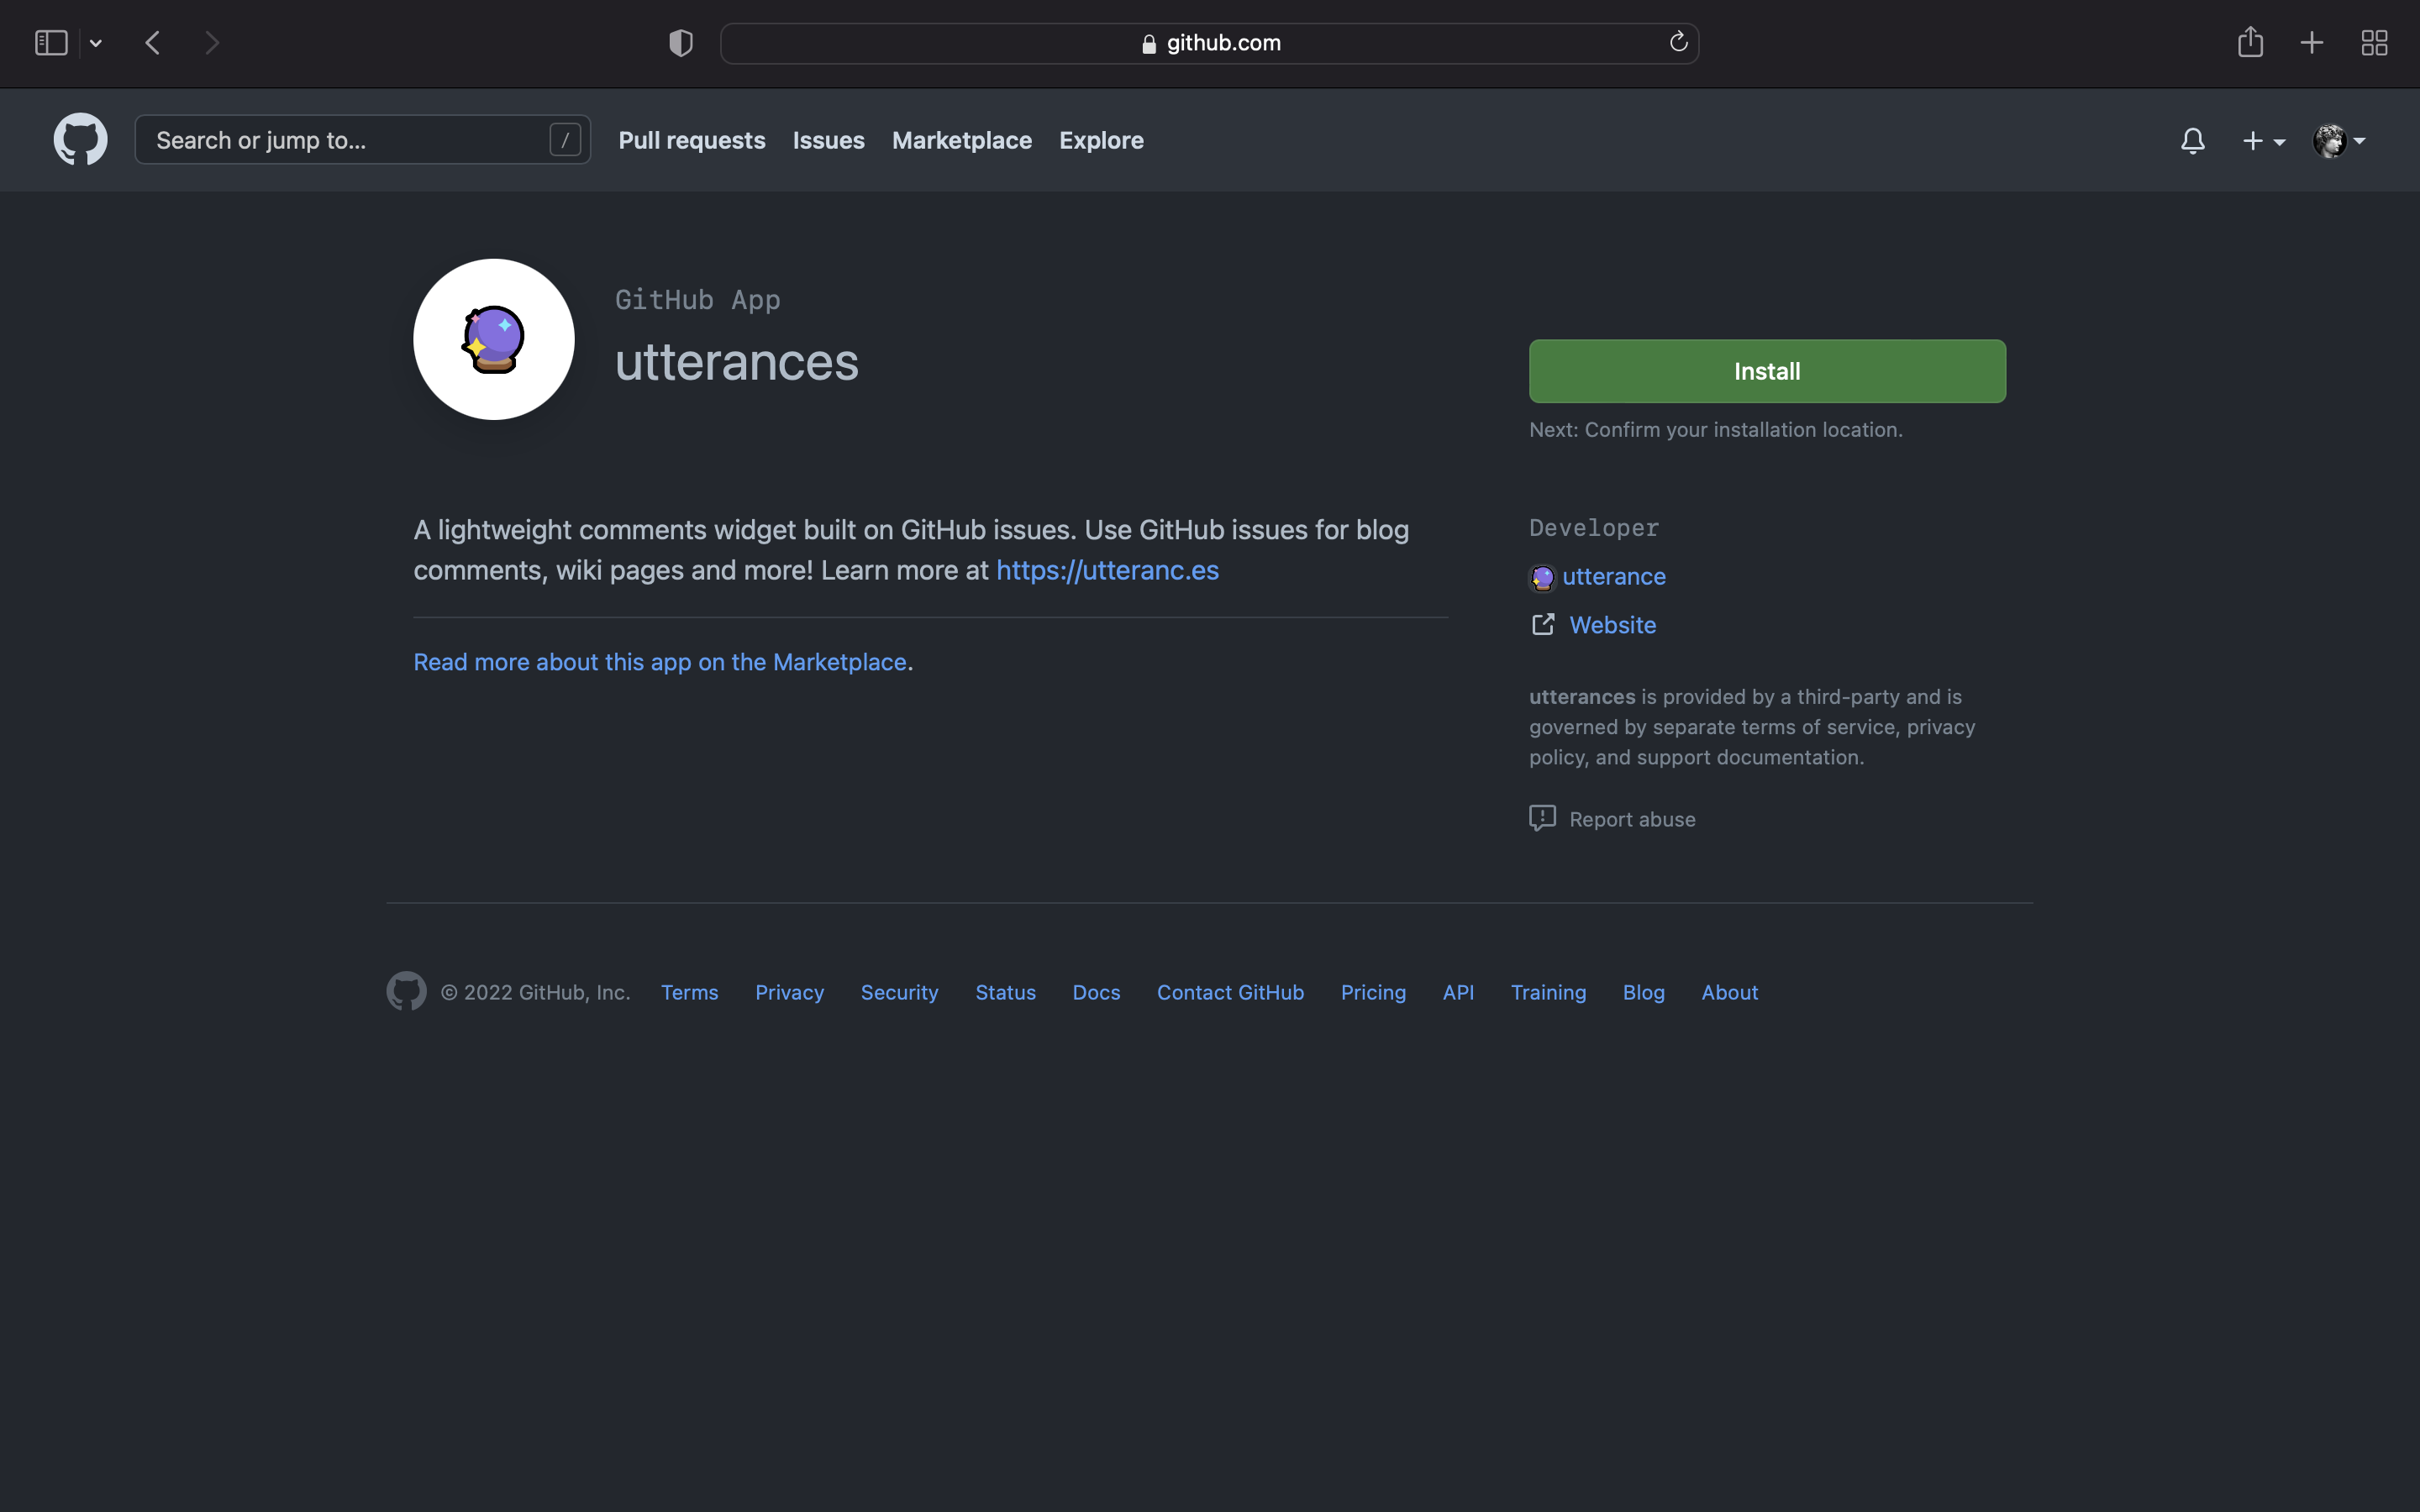 github.com
Search or jump to...
/
Pull requests
Issues
Marketplace
Explore
GitHub App
utterances
Install
Next: Confirm your installation location.
A lightweight comments widget built on GitHub issues. Use GitHub issues for blog
comments, wiki pages and more! Learn more at https://utteranc.es
Read more about this app on the Marketplace.
Developer
utterance
Website
utterances is provided by a third-party and is
governed by separate terms of service, privacy
policy, and support documentation.
Report abuse
© 2022 GitHub, Inc.
Terms
Privacy
Security
Status
Docs
Contact GitHub
Pricing
API
Training
Blog
About